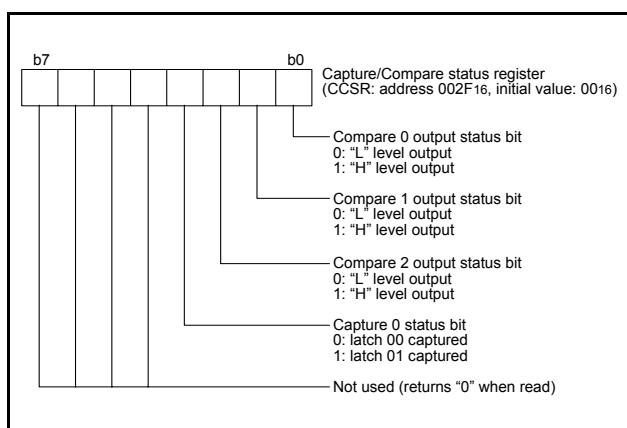 b7 b0
Capture/Compare status register
(CCSR: address 002F16, initial value: 0016)
Compare 0 output status bit
0: “L” level output
1: “H” level output
Compare 1 output status bit
0: “L” level output
1: “H” level output
Compare 2 output status bit
0: “L” level output
1: “H” level output
Capture 0 status bit
0: latch 00 captured
1: latch 01 captured
Not used (returns “0” when read)